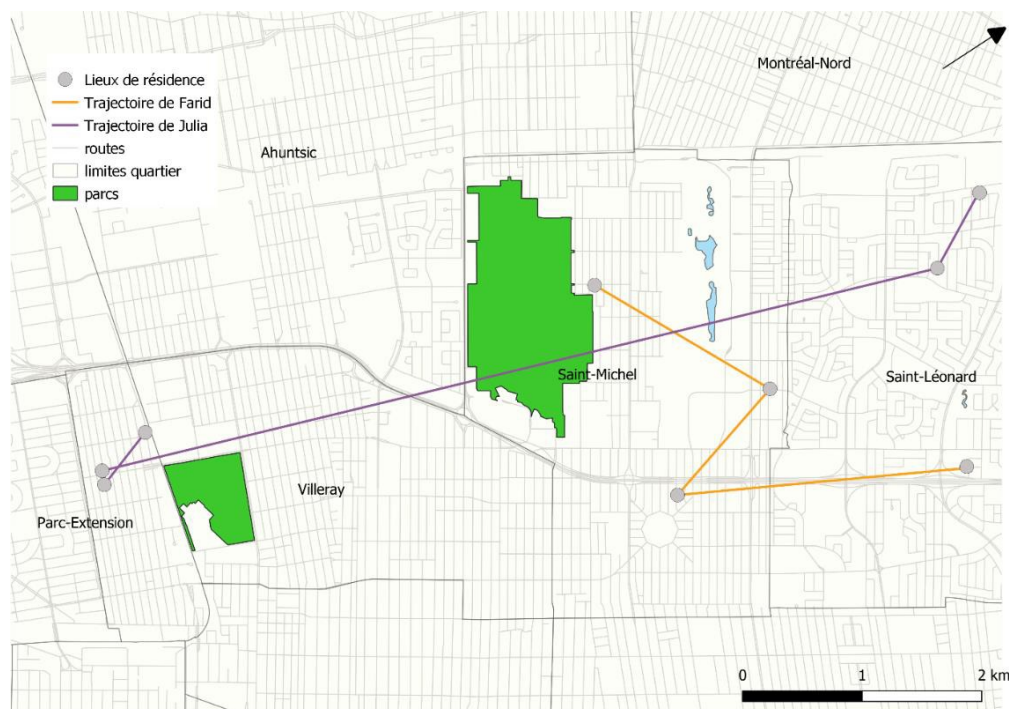 Montréal-Nord
Lieux de résidence
Trajectoire de Farid
Trajectoire de Julia
routes
limites quartier
parcs
Ahuntsic
Saint-Michel
Saint-Léonard
Villeray
Parc-Extension
0 1 2 km